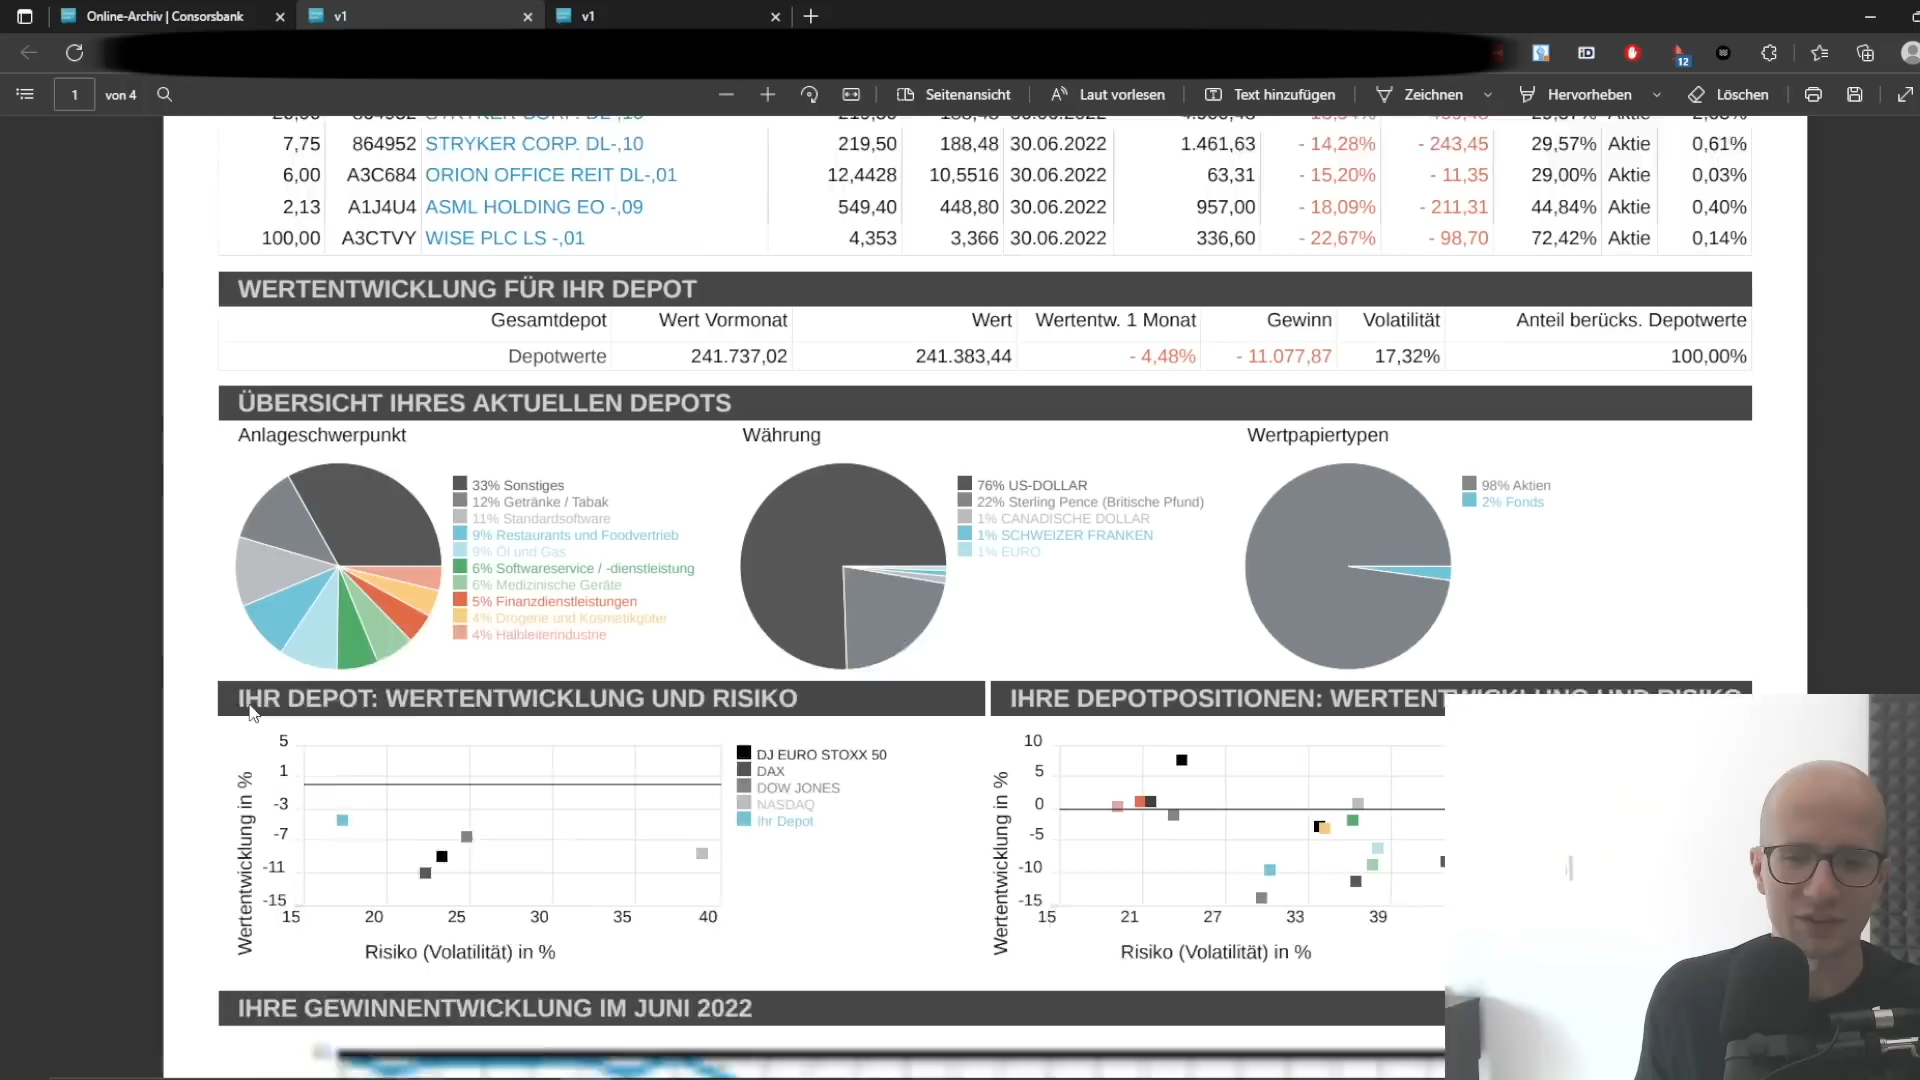 Online-Archiv | Consorsbank
v1
v1
1 von 4
Seitenansicht
Laut vorlesen
Text hinzufügen
Zeichnen
Hervorheben
Löschen
12
7,75 864952 STRYKER CORP. DL-,10 219,50 188,48 30.06.2022 1.461,63 - 14,28% - 243,45 29,57% Aktie 0,61%
6,00 A3C684 ORION OFFICE REIT DL-,01 12,4428 10,5516 30.06.2022 63,31 - 15,20% - 11,35 29,00% Aktie 0,03%
2,13 A1J4U4 ASML HOLDING EO -,09 549,40 448,80 30.06.2022 957,00 - 18,09% - 211,31 44,84% Aktie 0,40%
100,00 A3CTVY WISE PLC LS -,01 4,353 3,366 30.06.2022 336,60 - 22,67% - 98,70 72,42% Aktie 0,14%
WERTENTWICKLUNG FÜR IHR DEPOT
Gesamtdepot Wert Vormonat Wert Wertentw. 1 Monat Gewinn Volatilität Anteil berücks. Depotwerte
Depotwerte 241.737,02 241.383,44 - 4,48% - 11.077,87 17,32% 100,00%
ÜBERSICHT IHRES AKTUELLEN DEPOTS
Anlageschwerpunkt
33% Sonstiges
12% Getränke / Tabak
11% Standardsoftware
9% Restaurants und Foodvertrieb
9% Öl und Gas
6% Softwareservice / -dienstleistung
6% Medizinische Geräte
5% Finanzdienstleistungen
4% Drogerie und Kosmetikgüter
4% Halbleiterindustrie
Währung
76% US-DOLLAR
22% Sterling Pence (Britische Pfund)
1% CANADISCHE DOLLAR
1% SCHWEIZER FRANKEN
1% EURO
Wertpapiertypen
98% Aktien
2% Fonds
IHR DEPOT: WERTENTWICKLUNG UND RISIKO
Wertentwicklung in %
5
1
-3
-7
-11
-15
15 20 25 30 35 40
Risiko (Volatilität) in %
DJ EURO STOXX 50
DAX
DOW JONES
NASDAQ
Ihr Depot
IHRE DEPOTPOSITIONEN: WERTENTWICKLUNG UND RISIKO
Wertentwicklung in %
10
5
0
-5
-10
-15
15 21 27 33 39
Risiko (Volatilität) in %
IHRE GEWINNENTWICKLUNG IM JUNI 2022